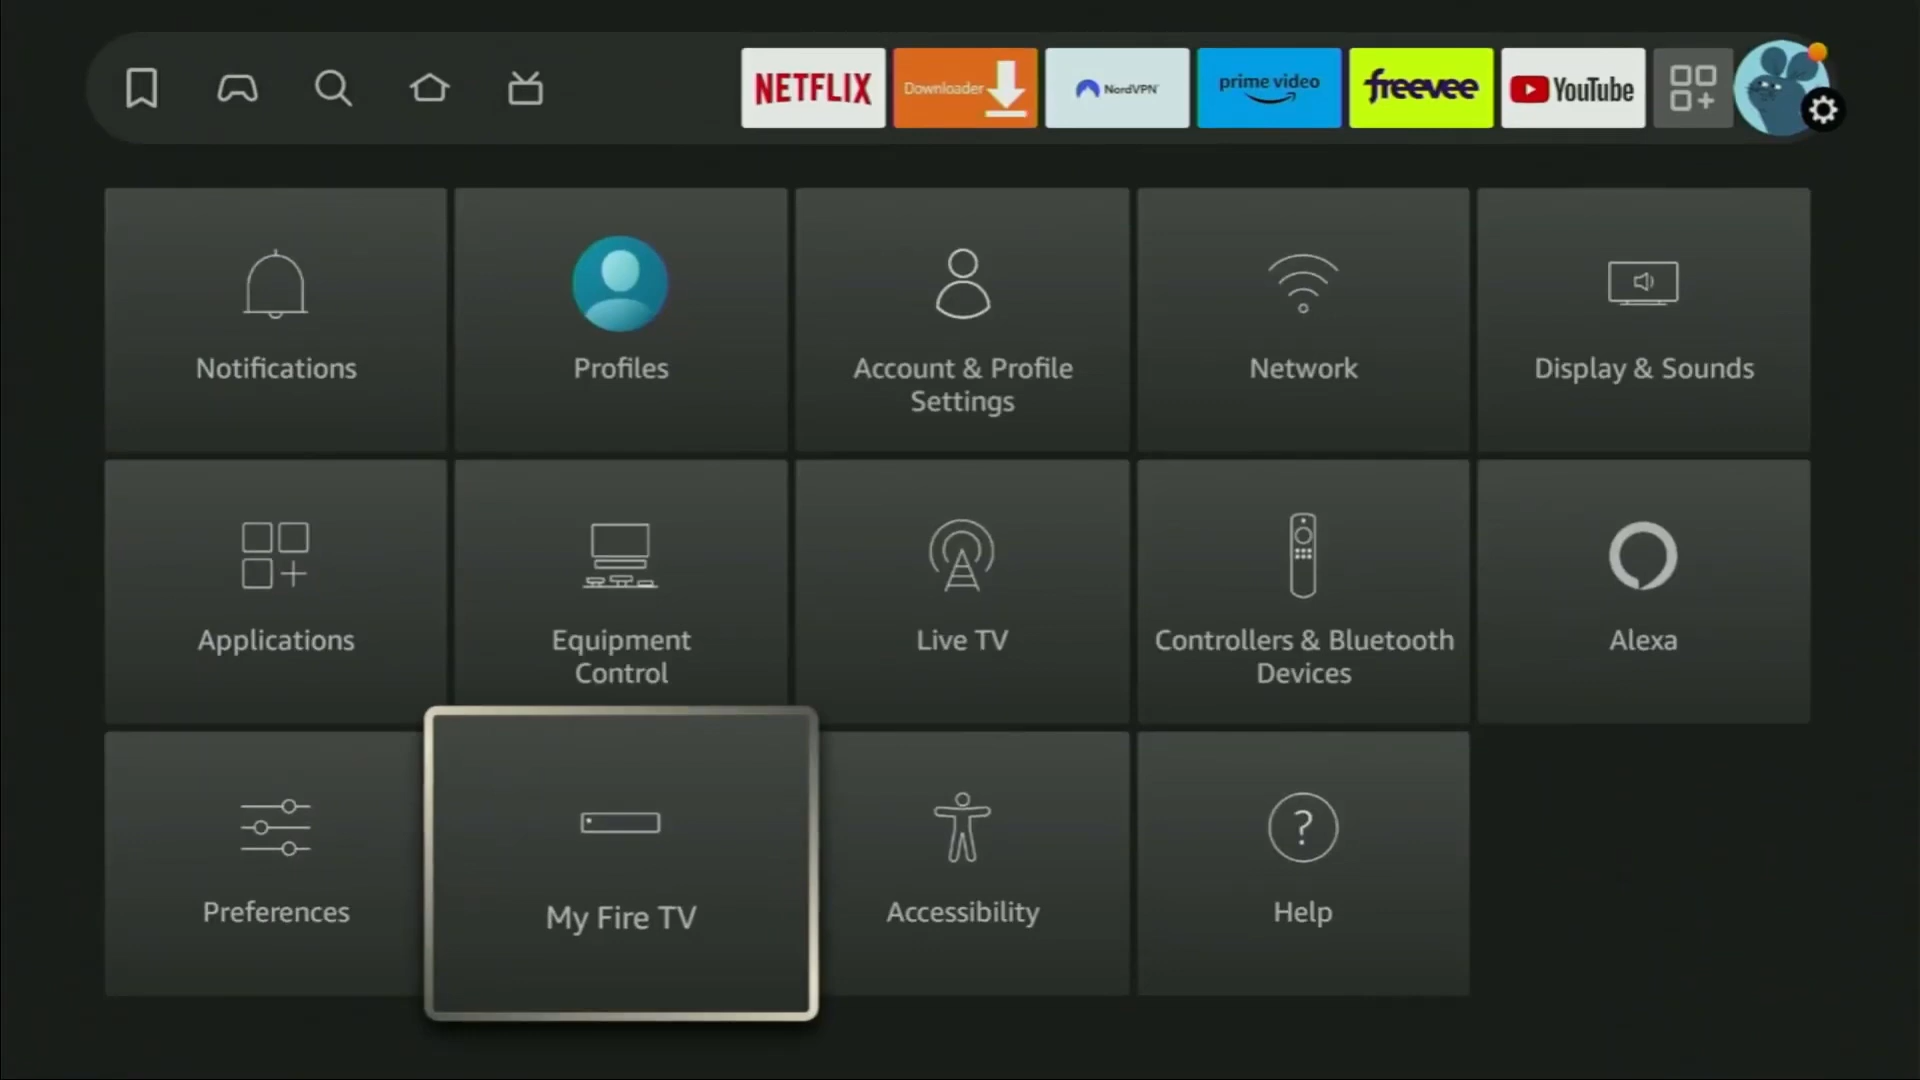 NETFLIX
Downloader
NordVPN
prime video
freevee
YouTube
Notifications
Profiles
Account & Profile
Settings
Network
Display & Sounds
Applications
Equipment
Control
Live TV
Controllers & Bluetooth
Devices
Alexa
Preferences
My Fire TV
Accessibility
?
Help